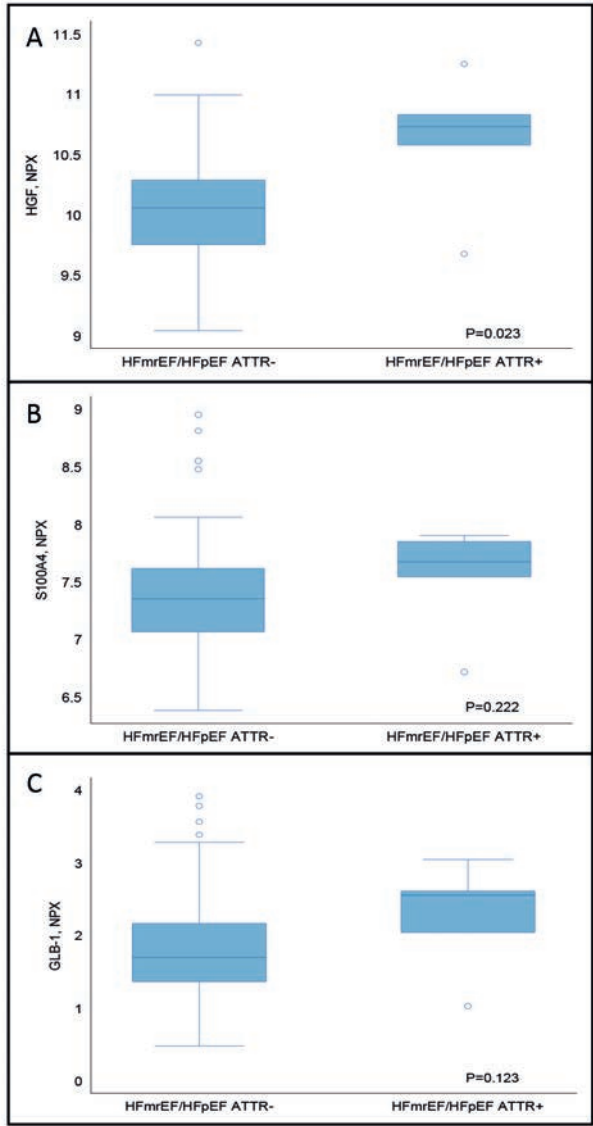 A
11.5
11
10.5
10
9.5
9
HGF, NPX
P=0.023
HFmrEF/HFpEF ATTR-
HFmrEF/HFpEF ATTR+
B
9
8.5
8
7.5
7
6.5
S100A4, NPX
P=0.222
HFmrEF/HFpEF ATTR-
HFmrEF/HFpEF ATTR+
C
4
3
2
1
0
GLB-1, NPX
P=0.123
HFmrEF/HFpEF ATTR-
HFmrEF/HFpEF ATTR+